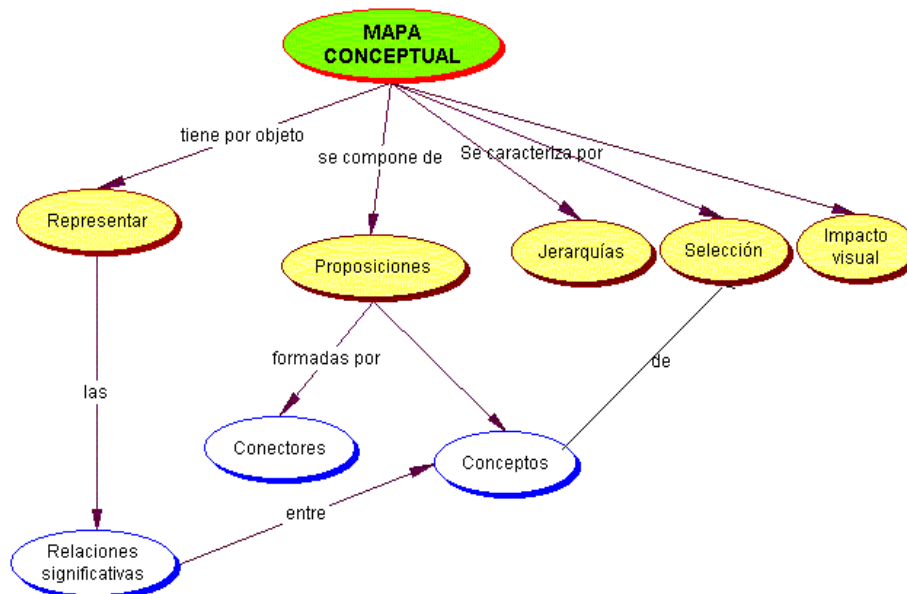 MAPA
CONCEPTUAL
tiene por objeto
se compone de
Se caracteriza por
Representar
Proposiciones
Jerarquías
Selección
Impacto
visual
formadas por
de
las
Conectores
Conceptos
entre
Relaciones
significativas